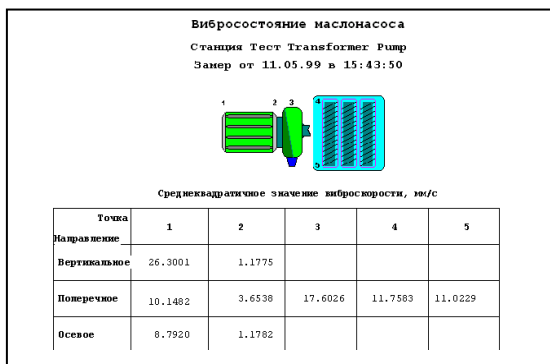 Вибросостояние маслонасоса
Станция Тест Transformer Pump
Замер от 11.05.99 в 15:43:50
1 2 3 4
5
Среднеквадратичное значение виброскорости, мм/с
Точка
Направление 1 2 3 4 5
Вертикальное 26.3001 1.1775
Поперечное 10.1482 3.6538 17.6026 11.7583 11.0229
Осевое 8.7920 1.1782